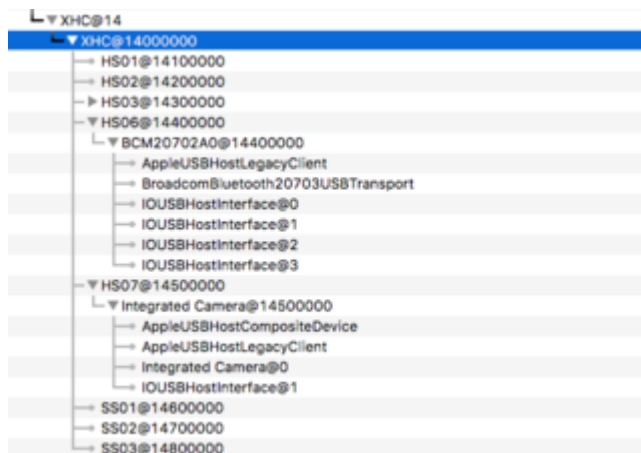 XHC@14
XHC@14000000
HS01@14100000
HS02@14200000
HS03@14300000
HS06@14400000
BCM20702A0@14400000
AppleUSBHostLegacyClient
BroadcomBluetooth20703USBTransport
IOUSBHostInterface@0
IOUSBHostInterface@1
IOUSBHostInterface@2
IOUSBHostInterface@3
HS07@14500000
Integrated Camera@14500000
AppleUSBHostCompositeDevice
AppleUSBHostLegacyClient
Integrated Camera@0
IOUSBHostInterface@1
SS01@14600000
SS02@14700000
SS03@14800000